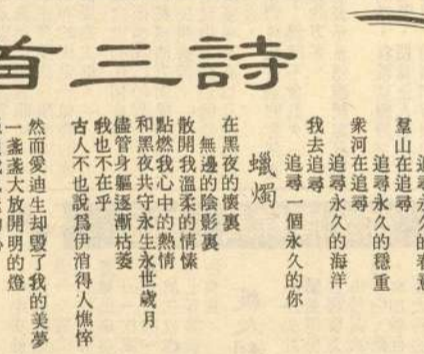 詩三首
追尋永久的春意
羣山在追尋
追尋永久的穩重
衆河在追尋
追尋永久的海洋
我去追尋
追尋一個永久的你
蠟燭
在黑夜的懷裏
無邊的陰影裏
散開我溫柔的情愫
點燃我心中的熱情
和黑夜共守永生永世歲月
儘管身軀逐漸枯萎
我也不在乎
古人不也說爲伊消得人憔悴
然而愛迪生却毀了我的美夢
一盞盞大放開明的燈